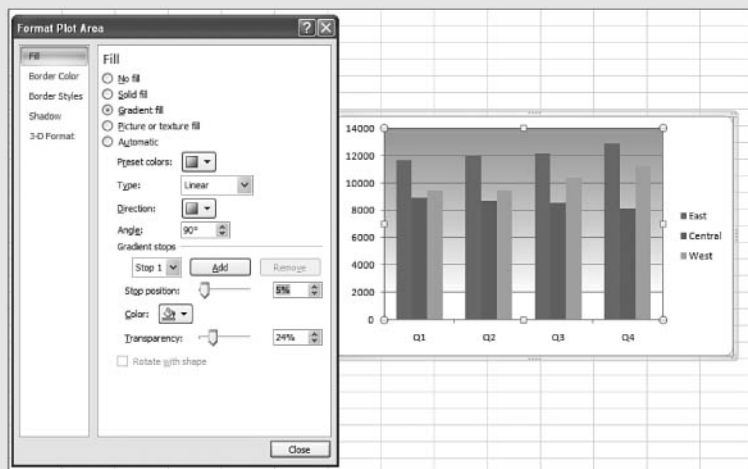 Format Plot Area
Fill
Border Color
Border Styles
Shadow
3-D Format
Fill
No fill
Solid fill
Gradient fill
Picture or texture fill
Automatic
Preset colors:
Type: Linear
Direction:
Angle: 90°
Gradient stops
Stop 1 Add Remove
Stop position: 5%
Color:
Transparency: 24%
Rotate with shape
Close
14000
12000
10000
8000
6000
4000
2000
0
Q1 Q2 Q3 Q4
East
Central
West